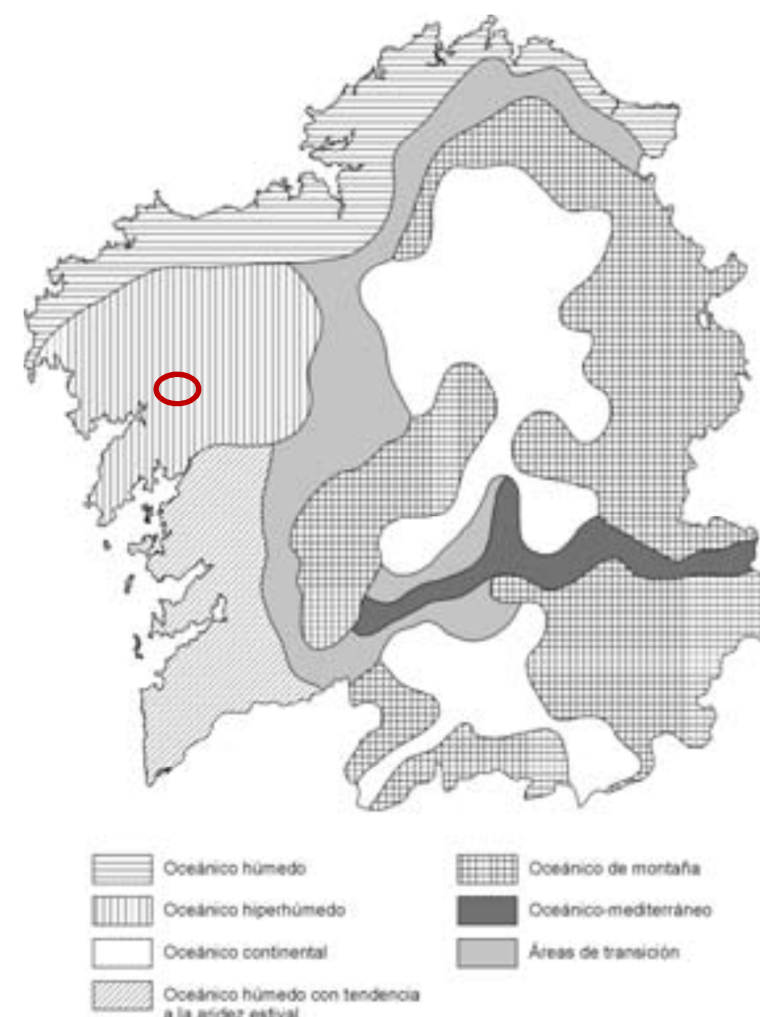 Oceánico húmedo
Oceánico hiperhúmedo
Oceánico continental
Oceánico húmedo con tendencia
a la aridez estival
Oceánico de montaña
Oceánico-mediterráneo
Áreas de transición